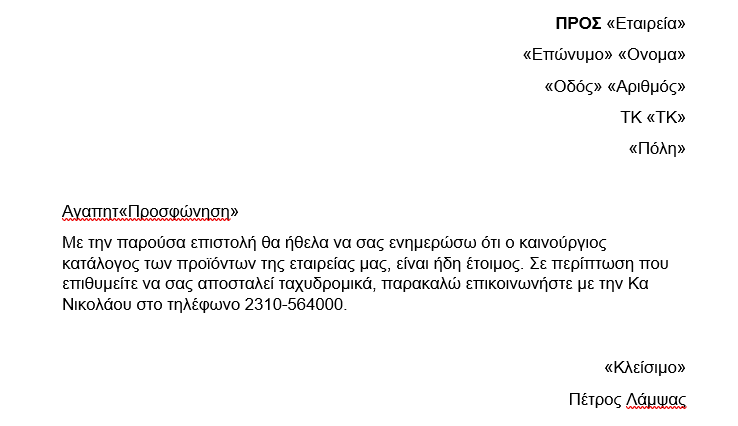 ΠΡΟΣ «Εταιρεία»
«Επώνυμο» «Ονομα»
«Οδός» «Αριθμός»
ΤΚ «ΤΚ»
«Πόλη»
Αγαπητ«Προσφώνηση»
Με την παρούσα επιστολή θα ήθελα να σας ενημερώσω ότι ο καινούργιος
κατάλογος των προϊόντων της εταιρείας μας, είναι ήδη έτοιμος. Σε περίπτωση που
επιθυμείτε να σας αποσταλεί ταχυδρομικά, παρακαλώ επικοινωνήστε με την Κα
Νικολάου στο τηλέφωνο 2310-564000.
«Κλείσιμο»
Πέτρος Λάμψας